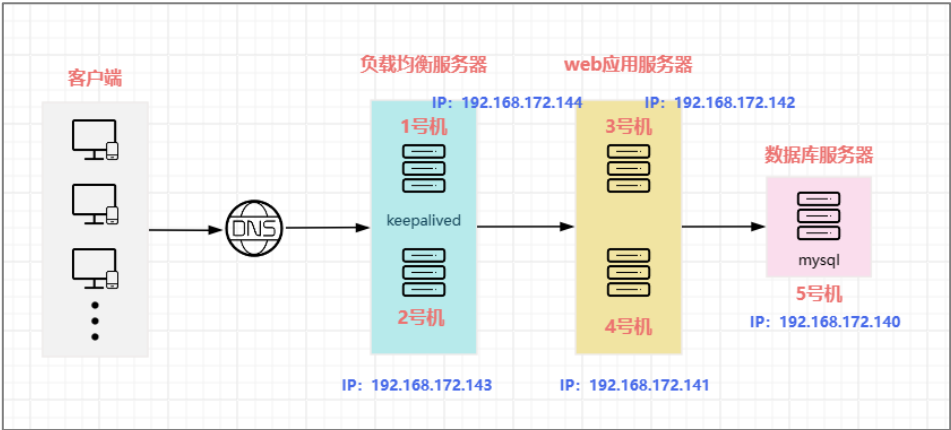 客户端
负载均衡服务器
web应用服务器
IP: 192.168.172.144
IP: 192.168.172.142
1号机
3号机
数据库服务器
keepalived
DNS
mysql
2号机
4号机
5号机
IP: 192.168.172.140
IP: 192.168.172.143
IP: 192.168.172.141